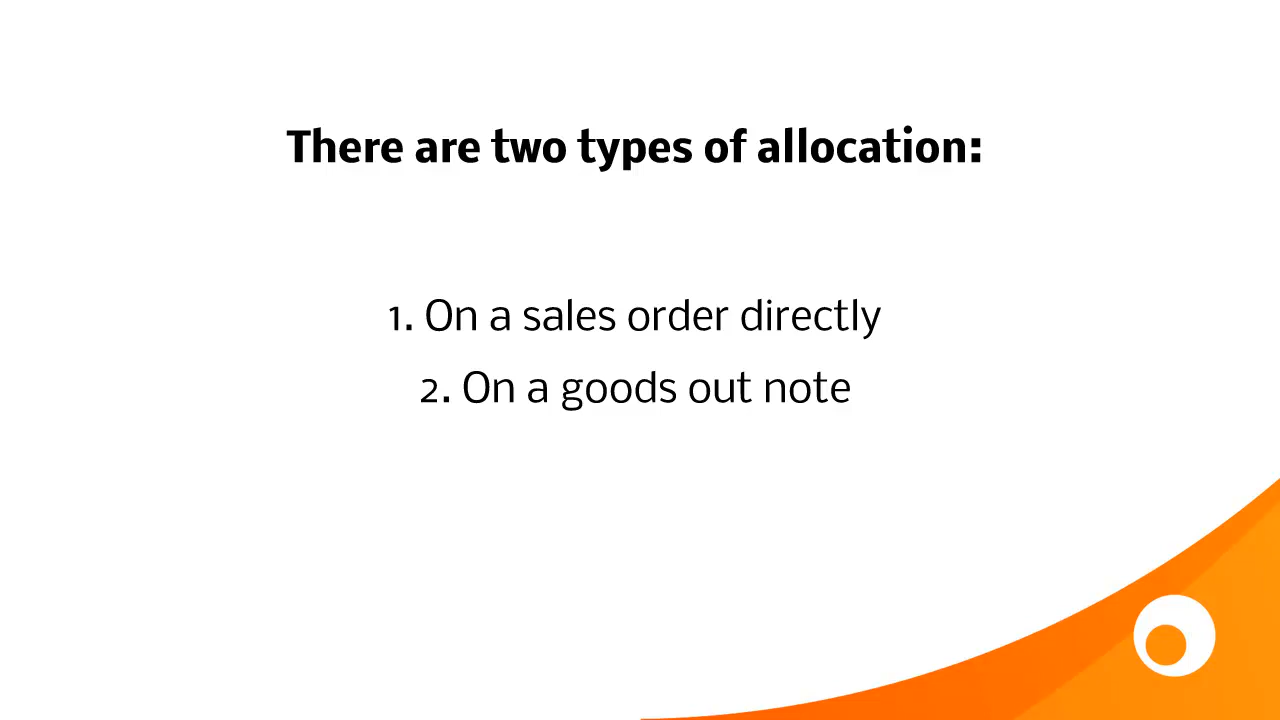 There are two types of allocation:
1. On a sales order directly
2. On a goods out note